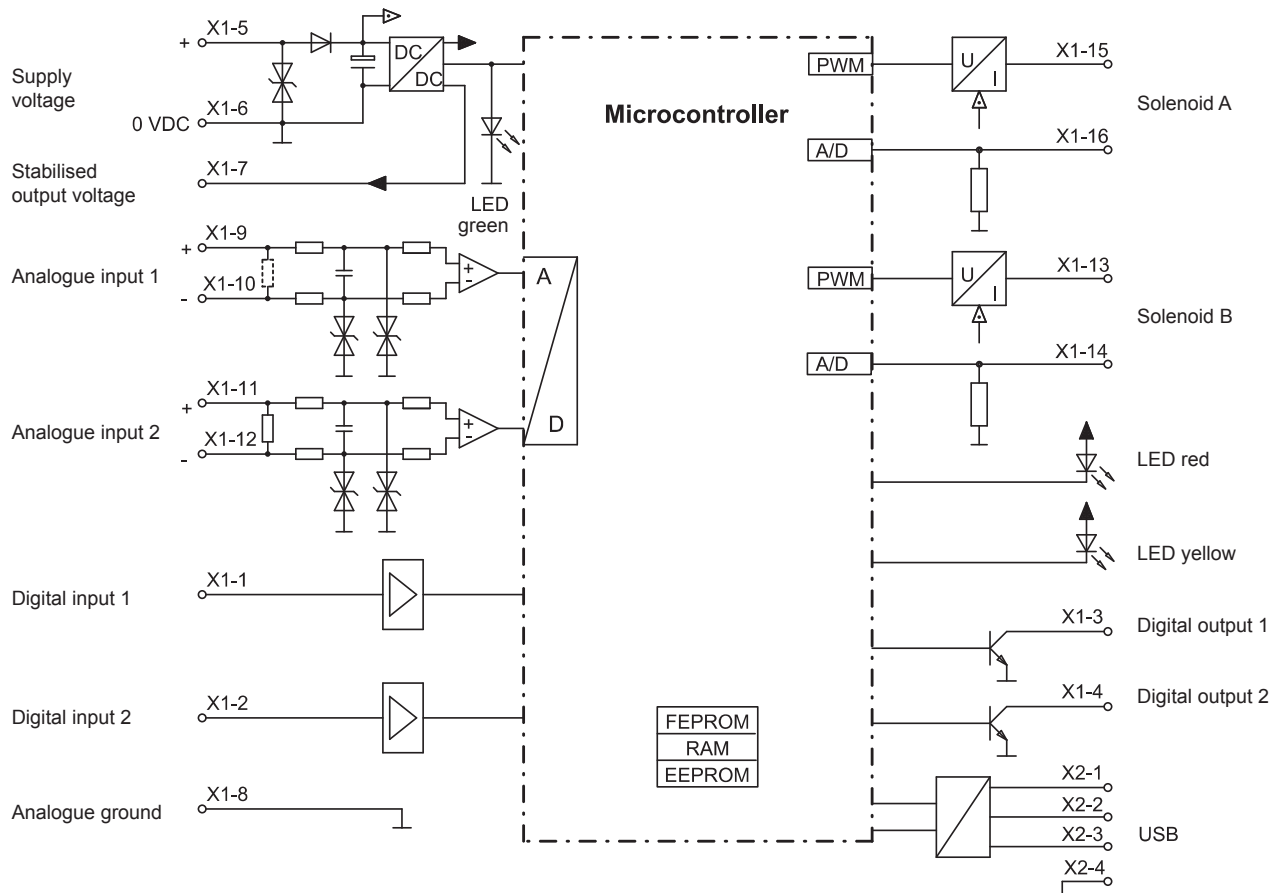 X1-5
+
Supply
voltage
DC
DC
X1-6
0 VDC
X1-7
Stabilised
output voltage
LED
green
X1-9
+
Analogue input 1
X1-10
-
+
-
X1-11
+
Analogue input 2
X1-12
-
+
-
A
D
Digital input 1
X1-1
Digital input 2
X1-2
Analogue ground
X1-8
Microcontroller
FEPROM
RAM
EEPROM
PWM
U
I
X1-15
Solenoid A
A/D
X1-16
PWM
U
I
X1-13
Solenoid B
A/D
X1-14
LED red
LED yellow
X1-3
Digital output 1
X1-4
Digital output 2
X2-1
X2-2
X2-3
USB
X2-4